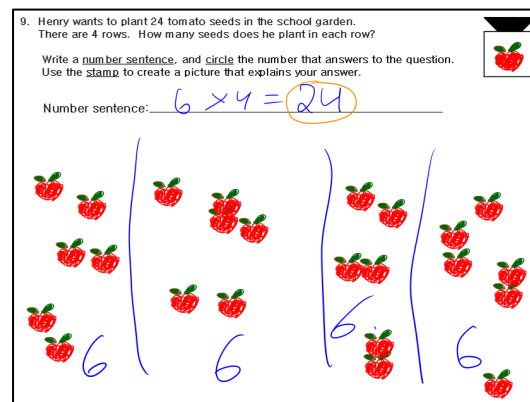 9. Henry wants to plant 24 tomato seeds in the school garden.
There are 4 rows. How many seeds does he plant in each row?
Write a number sentence, and circle the number that answers to the question.
Use the stamp to create a picture that explains your answer.
Number sentence: 6 × 4 = 24
6
6
6
6